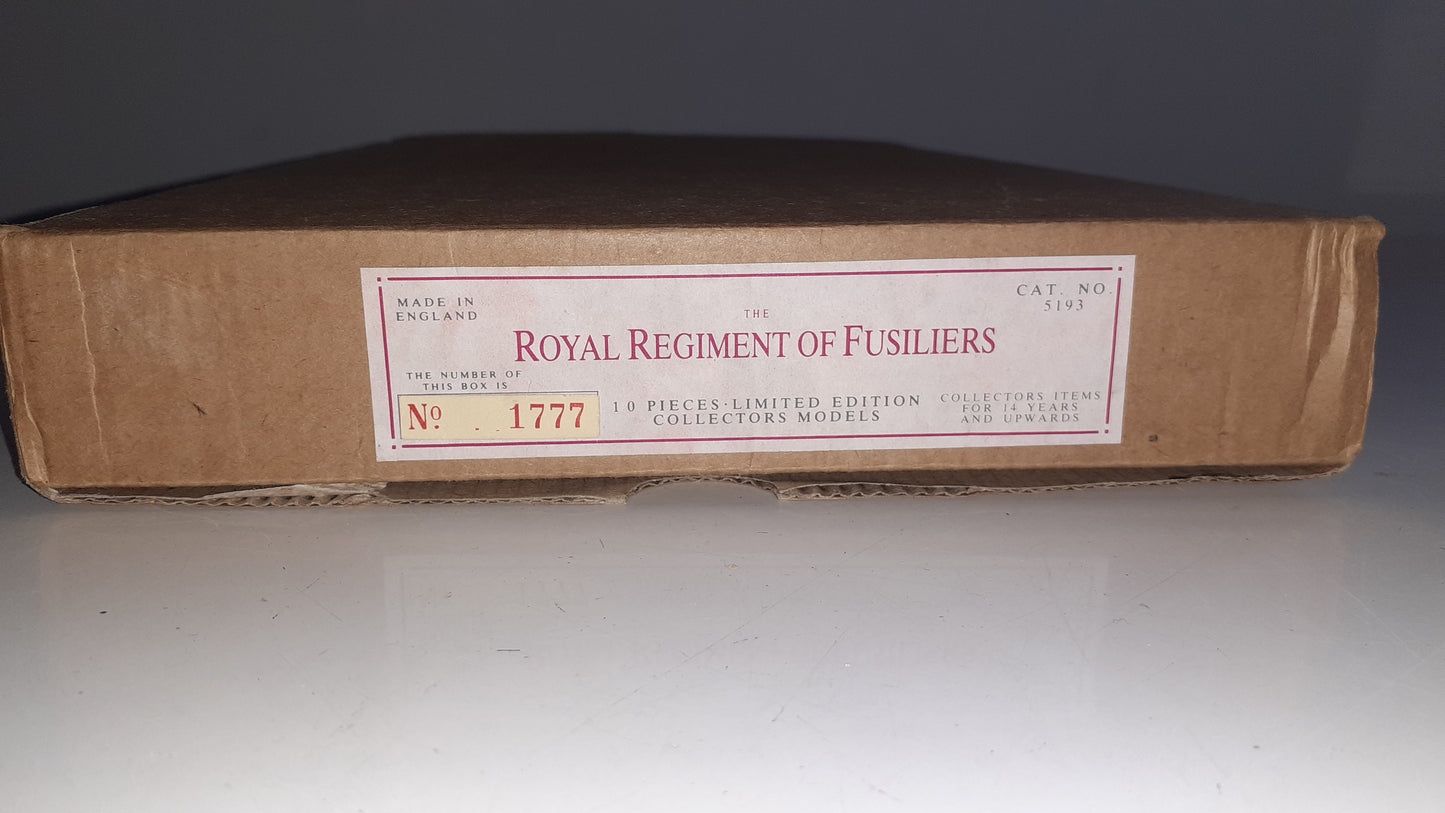 MADE IN
ENGLAND
CAT. NO.
5193
THE
ROYAL REGIMENT OF FUSILIERS
THE NUMBER OF
THIS BOX IS
Nº. 1777
10 PIECES · LIMITED EDITION
COLLECTORS MODELS
COLLECTORS ITEMS
FOR 14 YEARS
AND UPWARDS